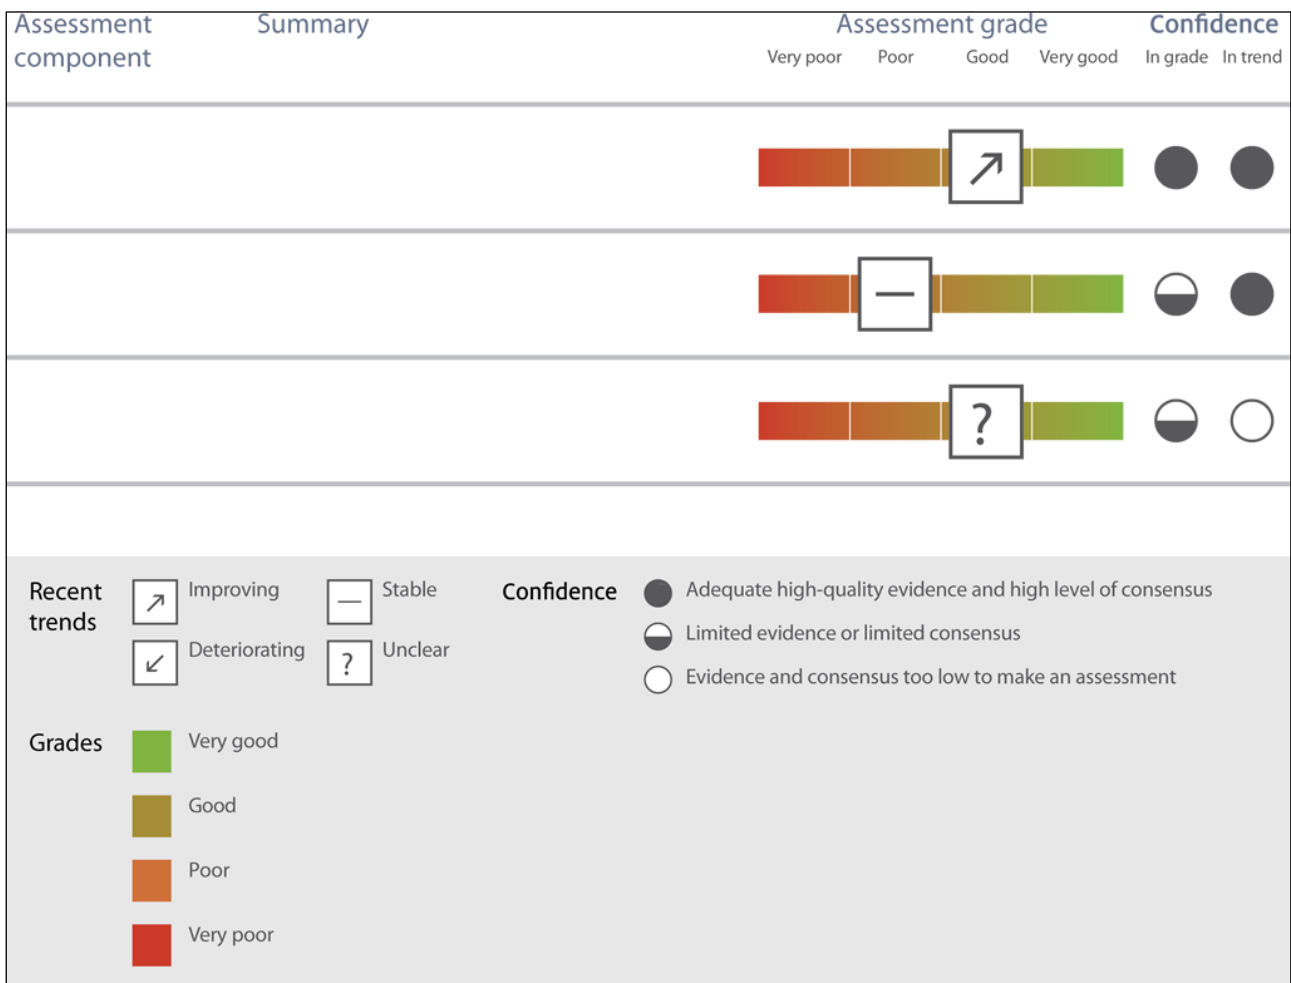 Assessment component
Summary
Assessment grade
Confidence
Very poor
Poor
Good
Very good
In grade
In trend
?
Recent trends
Improving
Stable
Deteriorating
?
Unclear
Confidence
Adequate high-quality evidence and high level of consensus
Limited evidence or limited consensus
Evidence and consensus too low to make an assessment
Grades
Very good
Good
Poor
Very poor